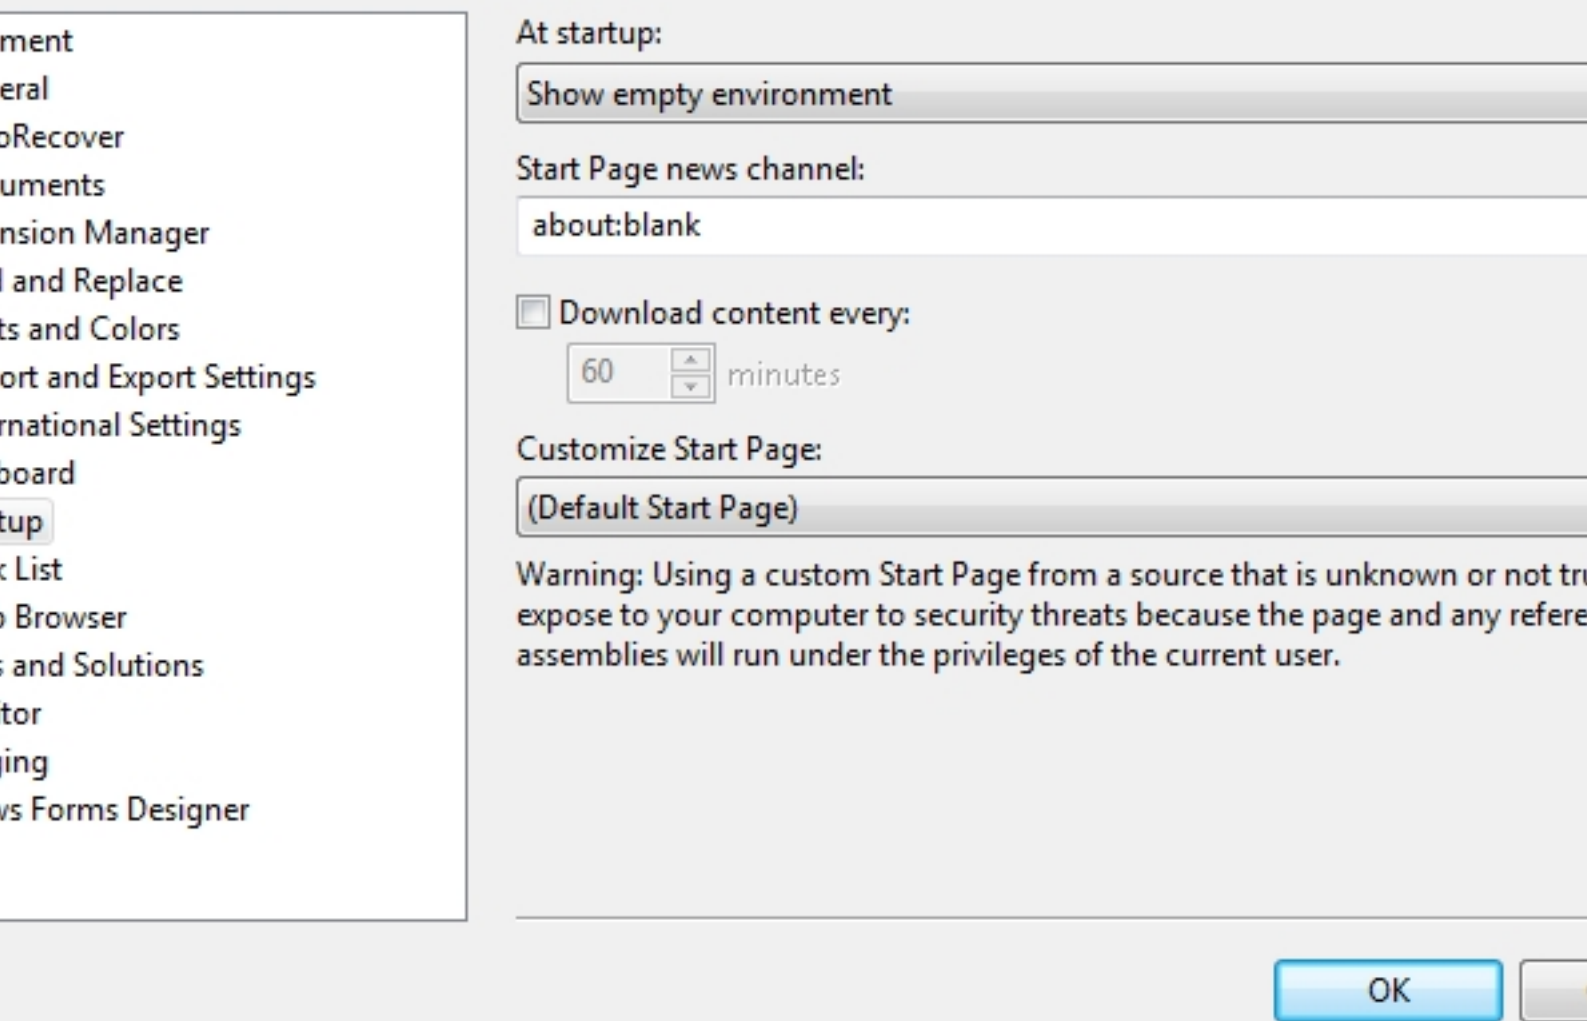 ment
eral
oRecover
uments
nsion Manager
l and Replace
ts and Colors
ort and Export Settings
rnational Settings
board
tup
k List
o Browser
s and Solutions
tor
ging
ws Forms Designer
At startup:
Show empty environment
Start Page news channel:
about:blank
Download content every:
60 minutes
Customize Start Page:
(Default Start Page)
Warning: Using a custom Start Page from a source that is unknown or not tru
expose to your computer to security threats because the page and any refere
assemblies will run under the privileges of the current user.
OK